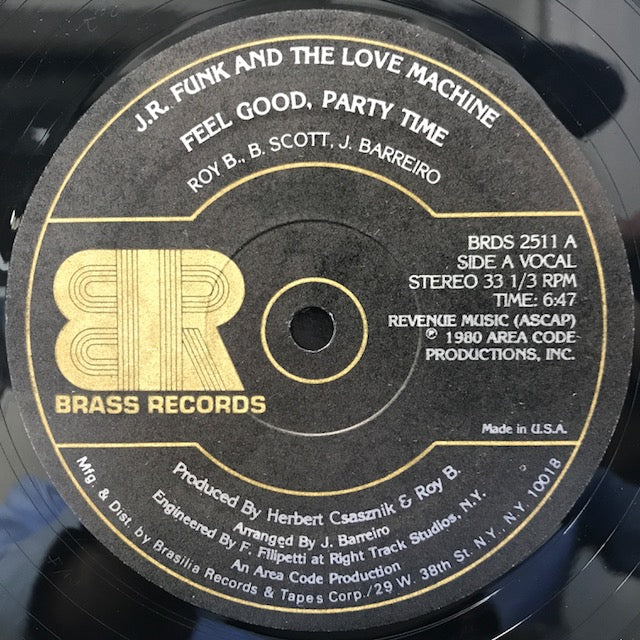 J.R. FUNK AND THE LOVE MACHINE
FEEL GOOD, PARTY TIME
ROY B., B. SCOTT, J. BARREIRO
BRDS 2511 A
SIDE A VOCAL
STEREO 33 1/3 RPM
TIME: 6:47
REVENUE MUSIC (ASCAP)
℗ 1980 AREA CODE
PRODUCTIONS, INC.
BR
BRASS RECORDS
Made in U.S.A.
Produced By Herbert Csasznik & Roy B.
Arranged By J. Barreiro
Engineered By F. Filipetti at Right Track Studios, N.Y.
An Area Code Production
Mfg. & Dist. by Brasilia Records & Tapes Corp./29 W. 38th St. N.Y., N.Y. 10018